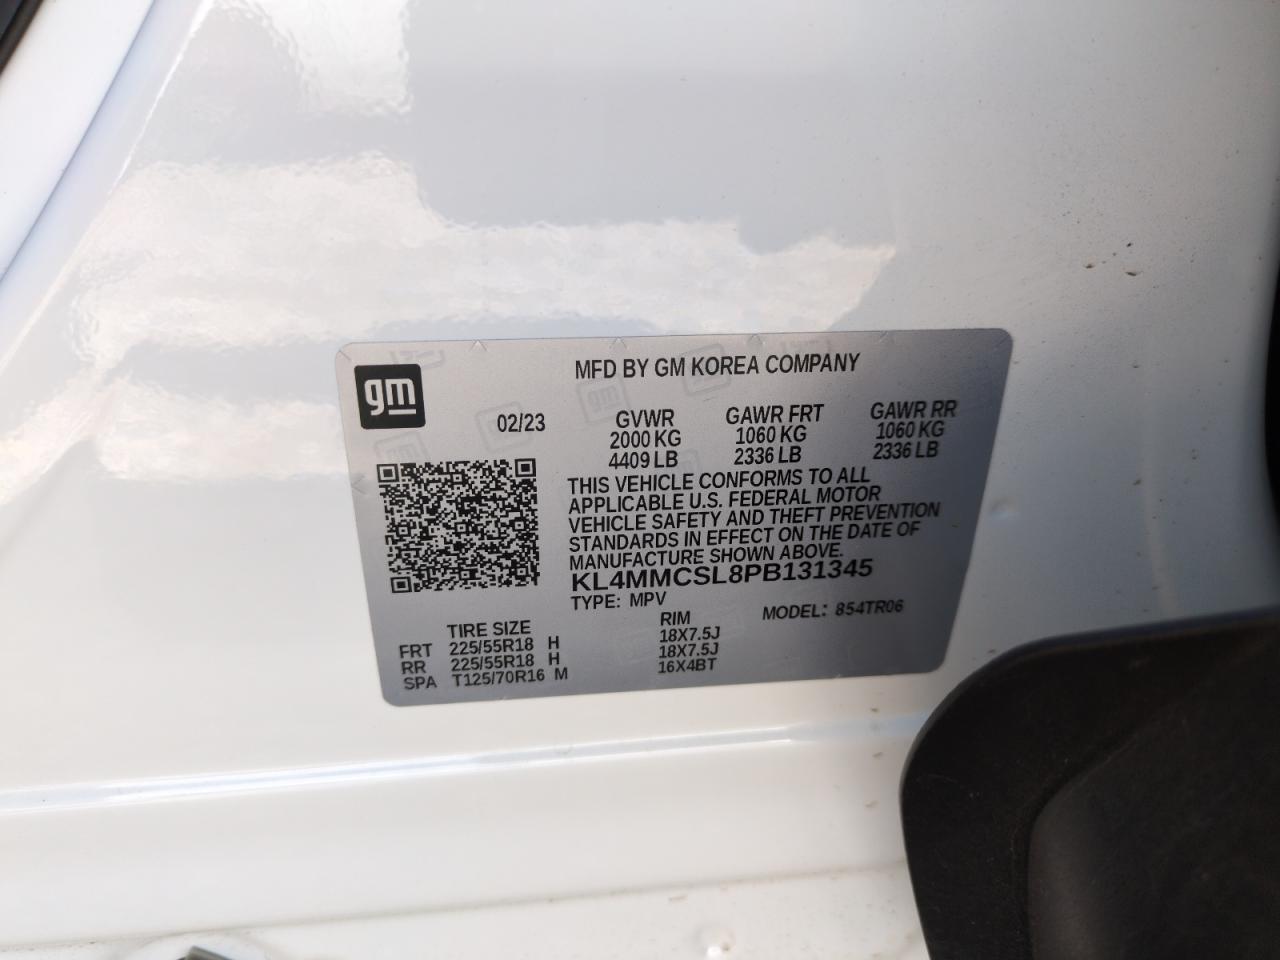 gm
MFD BY GM KOREA COMPANY
02/23
GVWR GAWR FRT GAWR RR
2000 KG 1060 KG 1060 KG
4409 LB 2336 LB 2336 LB
THIS VEHICLE CONFORMS TO ALL
APPLICABLE U.S. FEDERAL MOTOR
VEHICLE SAFETY AND THEFT PREVENTION
STANDARDS IN EFFECT ON THE DATE OF
MANUFACTURE SHOWN ABOVE.
KL4MMCSL8PB131345
TYPE: MPV MODEL: 854TR06
TIRE SIZE RIM
FRT 225/55R18 H 18X7.5J
RR 225/55R18 H 18X7.5J
SPA T125/70R16 M 16X4BT